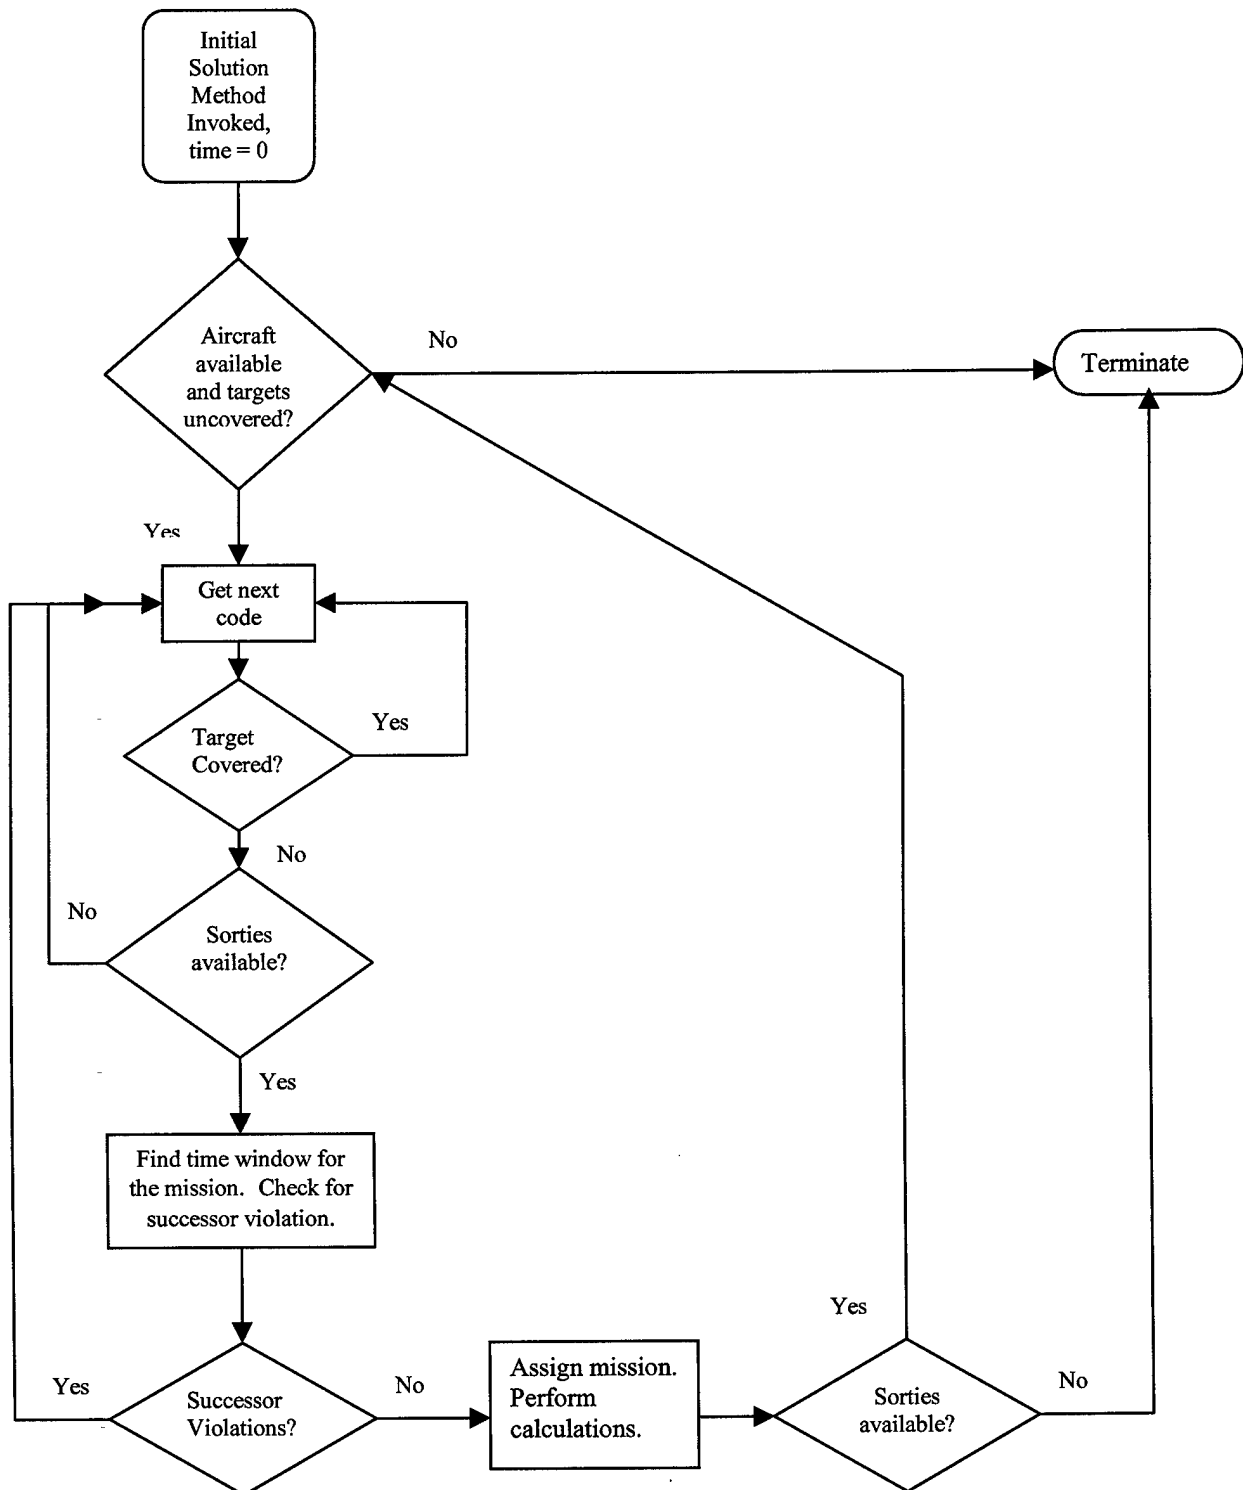 Initial
Solution
Method
Invoked,
time = 0
Aircraft
available
and targets
uncovered?
No
Terminate
Yes
Get next
code
Target
Covered?
Yes
No
No
Sorties
available?
Yes
Find time window for
the mission. Check for
successor violation.
Yes
Successor
Violations?
No
Assign mission.
Perform
calculations.
Yes
Sorties
available?
No